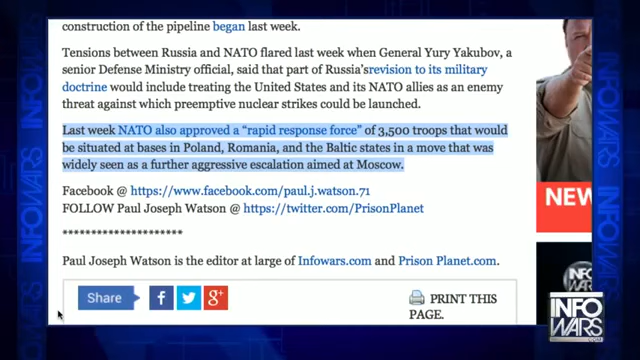 construction of the pipeline began last week.
Tensions between Russia and NATO flared last week when General Yury Yakubov, a
senior Defense Ministry official, said that part of Russia'srevision to its military
doctrine would include treating the United States and its NATO allies as an enemy
threat against which preemptive nuclear strikes could be launched.
Last week NATO also approved a “rapid response force” of 3,500 troops that would
be situated at bases in Poland, Romania, and the Baltic states in a move that was
widely seen as a further aggressive escalation aimed at Moscow.
Facebook @ https://www.facebook.com/paul.j.watson.71
FOLLOW Paul Joseph Watson @ https://twitter.com/PrisonPlanet
*********************
Paul Joseph Watson is the editor at large of Infowars.com and Prison Planet.com.
Share
f
g+
PRINT THIS
PAGE.
NEW
INFO
WARS
.COM
INFOWARS